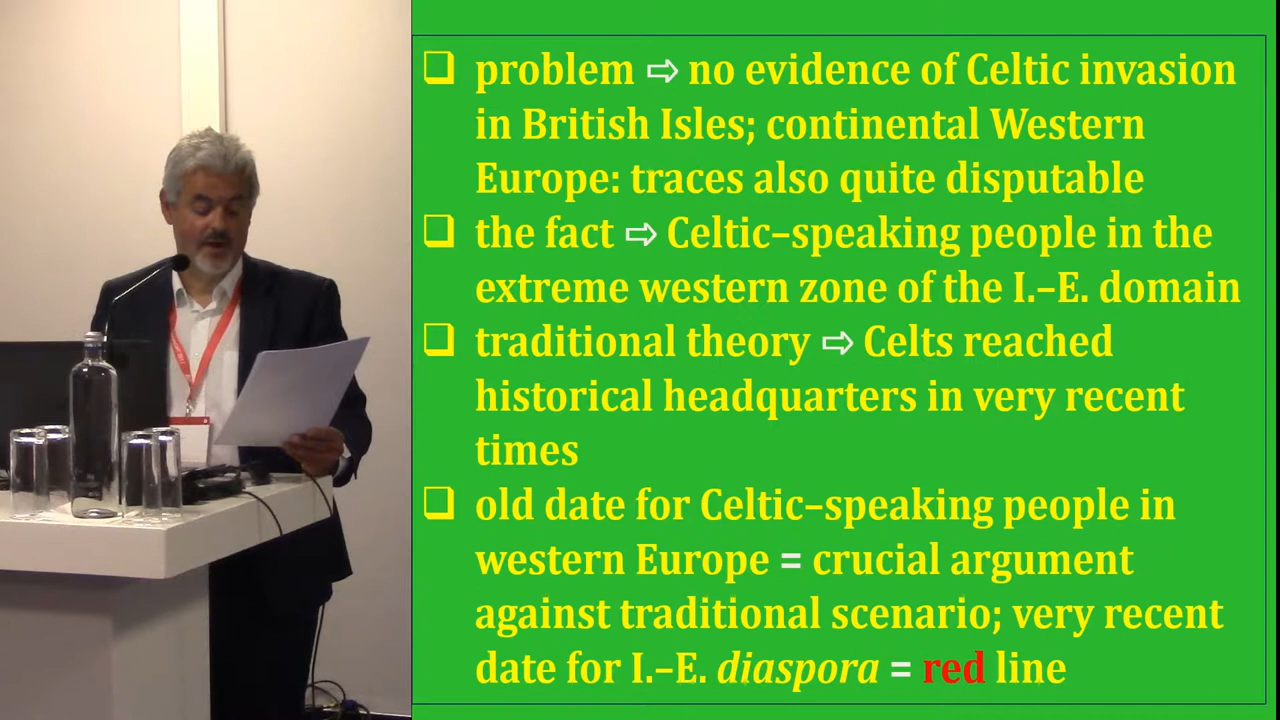 ❑ problem ⇨ no evidence of Celtic invasion
in British Isles; continental Western
Europe: traces also quite disputable
❑ the fact ⇨ Celtic–speaking people in the
extreme western zone of the I.–E. domain
❑ traditional theory ⇨ Celts reached
historical headquarters in very recent
times
❑ old date for Celtic–speaking people in
western Europe = crucial argument
against traditional scenario; very recent
date for I.–E. diaspora = red line